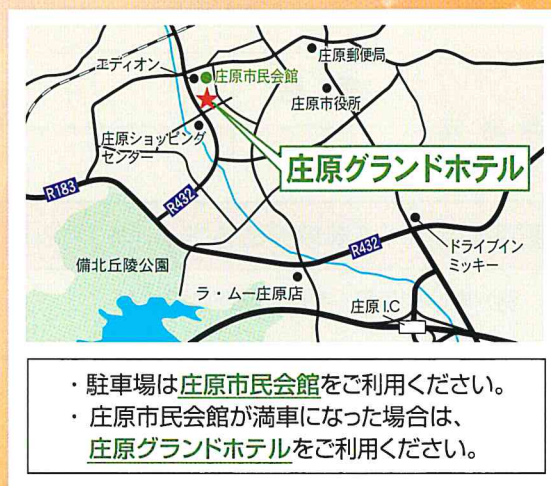 庄原郵便局
エディオン
庄原市民会館
庄原市役所
庄原ショッピング
センター
庄原グランドホテル
R183
R432
R432
ドライブイン
ミッキー
備北丘陵公園
ラ・ムー庄原店
庄原I.C
・駐車場は庄原市民会館をご利用ください。
・庄原市民会館が満車になった場合は、
庄原グランドホテルをご利用ください。